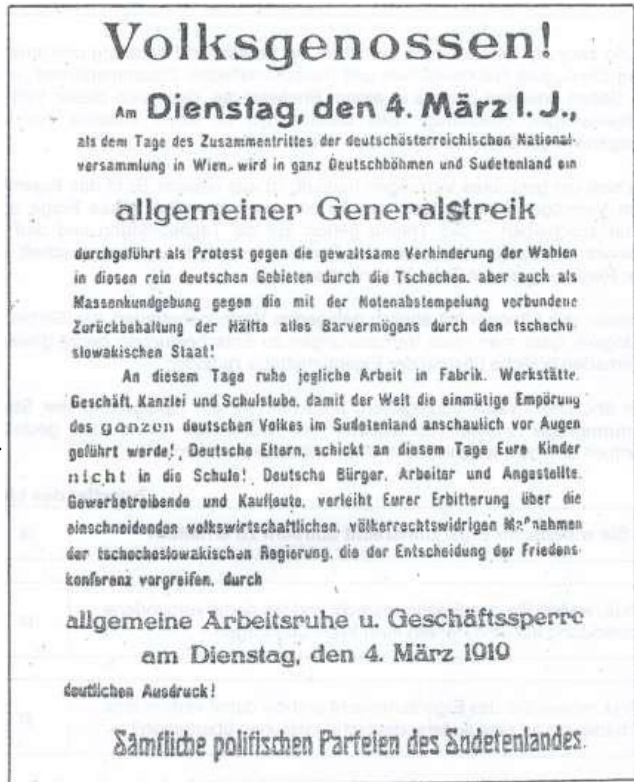 Volksgenossen!
Am Dienstag, den 4. März l. J.,
als dem Tage des Zusammentrittes der deutschösterreichischen National-
versammlung in Wien, wird in ganz Deutschböhmen und Sudetenland ein
allgemeiner Generalstreik
durchgeführt als Protest gegen die gewaltsame Verhinderung der Wahlen
in diesen rein deutschen Gebieten durch die Tschechen, aber auch als
Massenkundgebung gegen die mit der Notenabstempelung verbundene
Zurückbehaltung der Hälfte alles Barvermögens durch den tschecho-
slowakischen Staat!
An diesem Tage ruhe jegliche Arbeit in Fabrik, Werkstätte,
Geschäft, Kanzlei und Schulstube, damit der Welt die einmütige Empörung
des ganzen deutschen Volkes im Sudetenland anschaulich vor Augen
geführt werde! Deutsche Eltern, schickt an diesem Tage Eure Kinder
nicht in die Schule! Deutsche Bürger, Arbeiter und Angestellte,
Gewerbetreibende und Kaufleute, verleiht Eurer Erbitterung über die
einschneidenden volkswirtschaftlichen, völkerrechtswidrigen Maßnahmen
der tschechoslowakischen Regierung, die der Entscheidung der Friedens-
konferenz vorgreifen, durch
allgemeine Arbeitsruhe u. Geschäftssperre
am Dienstag, den 4. März 1919
deutlichen Ausdruck!
Sämtliche politischen Parteien des Sudetenlandes.